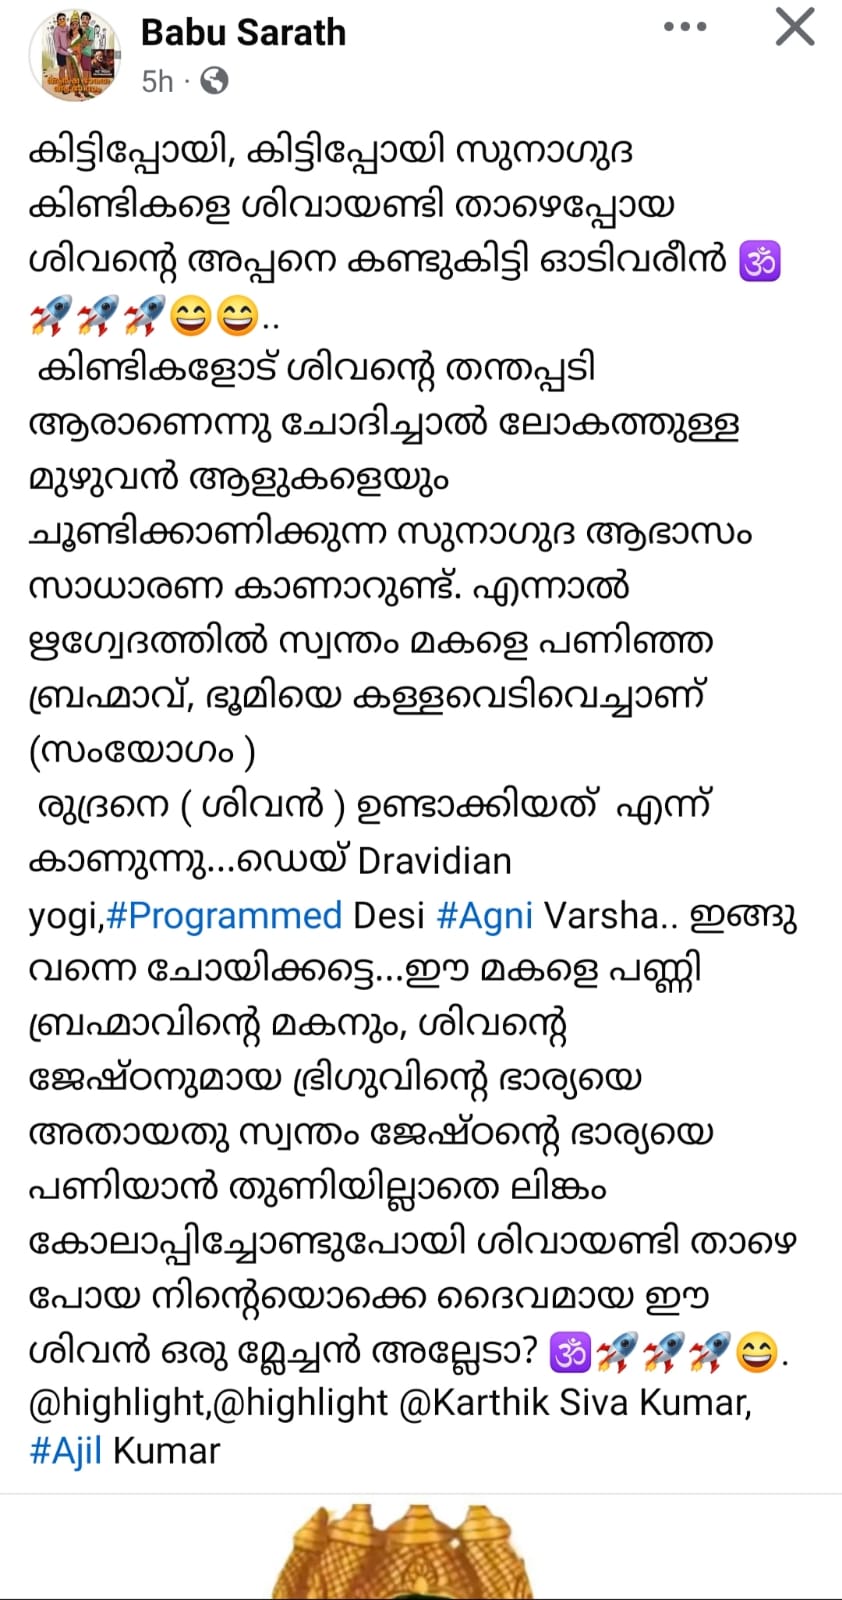 Babu Sarath
5h ·
കിട്ടിപ്പോയി, കിട്ടിപ്പോയി സുനാഗുദ
കിണ്ടികളെ ശിവായണ്ടി താഴെപ്പോയ
ശിവന്റെ അപ്പനെ കണ്ടുകിട്ടി ഓടിവരീൻ 🕉️
🚀🚀🚀😄😄..
കിണ്ടികളോട് ശിവന്റെ തന്തപ്പടി
ആരാണെന്നു ചോദിച്ചാൽ ലോകത്തുള്ള
മുഴുവൻ ആളുകളെയും
ചൂണ്ടിക്കാണിക്കുന്ന സുനാഗുദ ആഭാസം
സാധാരണ കാണാറുണ്ട്. എന്നാൽ
ഋഗ്വേദത്തിൽ സ്വന്തം മകളെ പണിഞ്ഞ
ബ്രഹ്മാവ്, ഭൂമിയെ കള്ളവെടിവെച്ചാണ്
(സംയോഗം )
രുദ്രനെ ( ശിവൻ ) ഉണ്ടാക്കിയത് എന്ന്
കാണുന്നു...ഡെയ് Dravidian
yogi,#Programmed Desi #Agni Varsha.. ഇങ്ങു
വന്നെ ചോയിക്കട്ടെ...ഈ മകളെ പണ്ണി
ബ്രഹ്മാവിന്റെ മകനും, ശിവന്റെ
ജേഷ്ഠനുമായ ഭ്രിഗുവിന്റെ ഭാര്യയെ
അതായതു സ്വന്തം ജേഷ്ഠന്റെ ഭാര്യയെ
പണിയാൻ തുണിയില്ലാതെ ലിങ്കം
കോലാപ്പിച്ചോണ്ടുപോയി ശിവായണ്ടി താഴെ
പോയ നിന്റെയൊക്കെ ദൈവമായ ഈ
ശിവൻ ഒരു മ്ലേച്ചൻ അല്ലേടാ? 🕉️🚀🚀🚀😄.
@highlight,@highlight @Karthik Siva Kumar,
#Ajil Kumar